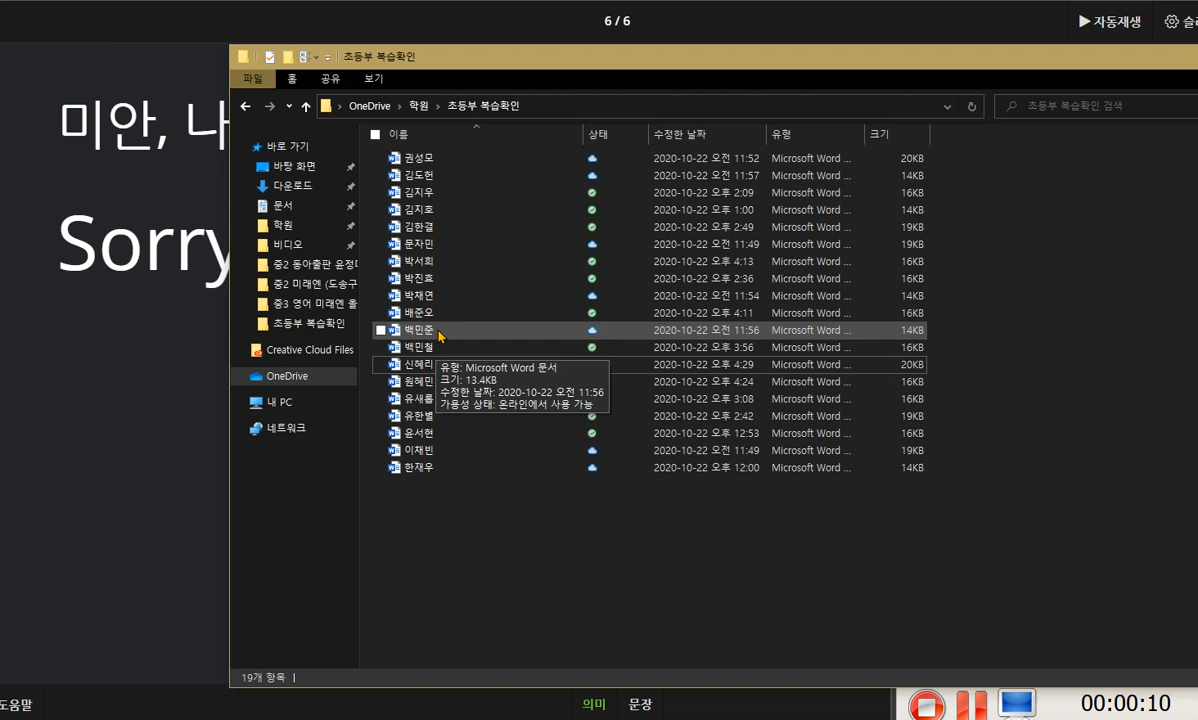 6 / 6
▶ 자동재생
미안, 나
Sorry
초등부 복습확인
파일 홈 공유 보기
OneDrive › 학원 › 초등부 복습확인
초등부 복습확인 검색
바로 가기
바탕 화면
다운로드
문서
학원
비디오
중2 동아출판 윤정
중2 미래엔 (도송구
중3 영어 미래엔 올
초등부 복습확인
Creative Cloud Files
OneDrive
내 PC
네트워크
이름 상태 수정한 날짜 유형 크기
권성모 2020-10-22 오전 11:52 Microsoft Word ... 20KB
김도헌 2020-10-22 오전 11:57 Microsoft Word ... 14KB
김지우 2020-10-22 오후 2:09 Microsoft Word ... 16KB
김지호 2020-10-22 오후 1:00 Microsoft Word ... 14KB
김한결 2020-10-22 오후 2:49 Microsoft Word ... 19KB
문자민 2020-10-22 오전 11:49 Microsoft Word ... 19KB
박서희 2020-10-22 오후 4:13 Microsoft Word ... 16KB
박진효 2020-10-22 오후 2:36 Microsoft Word ... 16KB
박재연 2020-10-22 오전 11:54 Microsoft Word ... 14KB
배준오 2020-10-22 오후 4:11 Microsoft Word ... 16KB
백민준 2020-10-22 오전 11:56 Microsoft Word ... 14KB
백민철 2020-10-22 오후 3:56 Microsoft Word ... 16KB
신혜리 2020-10-22 오후 4:29 Microsoft Word ... 20KB
원혜민 2020-10-22 오후 4:24 Microsoft Word ... 16KB
유새롬 2020-10-22 오후 3:08 Microsoft Word ... 16KB
유한별 2020-10-22 오후 2:42 Microsoft Word ... 19KB
윤서현 2020-10-22 오후 12:53 Microsoft Word ... 16KB
이재빈 2020-10-22 오전 11:49 Microsoft Word ... 19KB
한재우 2020-10-22 오후 12:00 Microsoft Word ... 14KB
유형: Microsoft Word 문서
크기: 13.4KB
수정한 날짜: 2020-10-22 오전 11:56
가용성 상태: 온라인에서 사용 가능
19개 항목
도움말
의미 문장
00:00:10